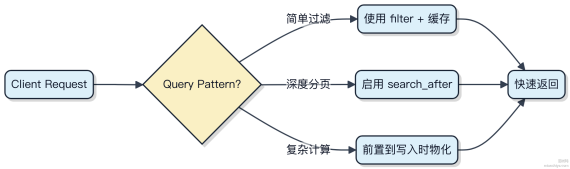 简单过滤
使用 filter + 缓存
Client Request
Query Pattern?
深度分页
启用 search_after
快速返回
复杂计算
前置到写入时物化